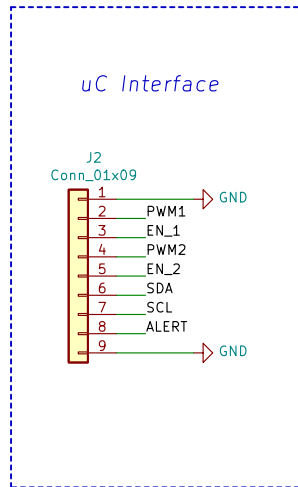 uC Interface
J2
Conn_01x09
1 GND
2 PWM1
3 EN_1
4 PWM2
5 EN_2
6 SDA
7 SCL
8 ALERT
9 GND